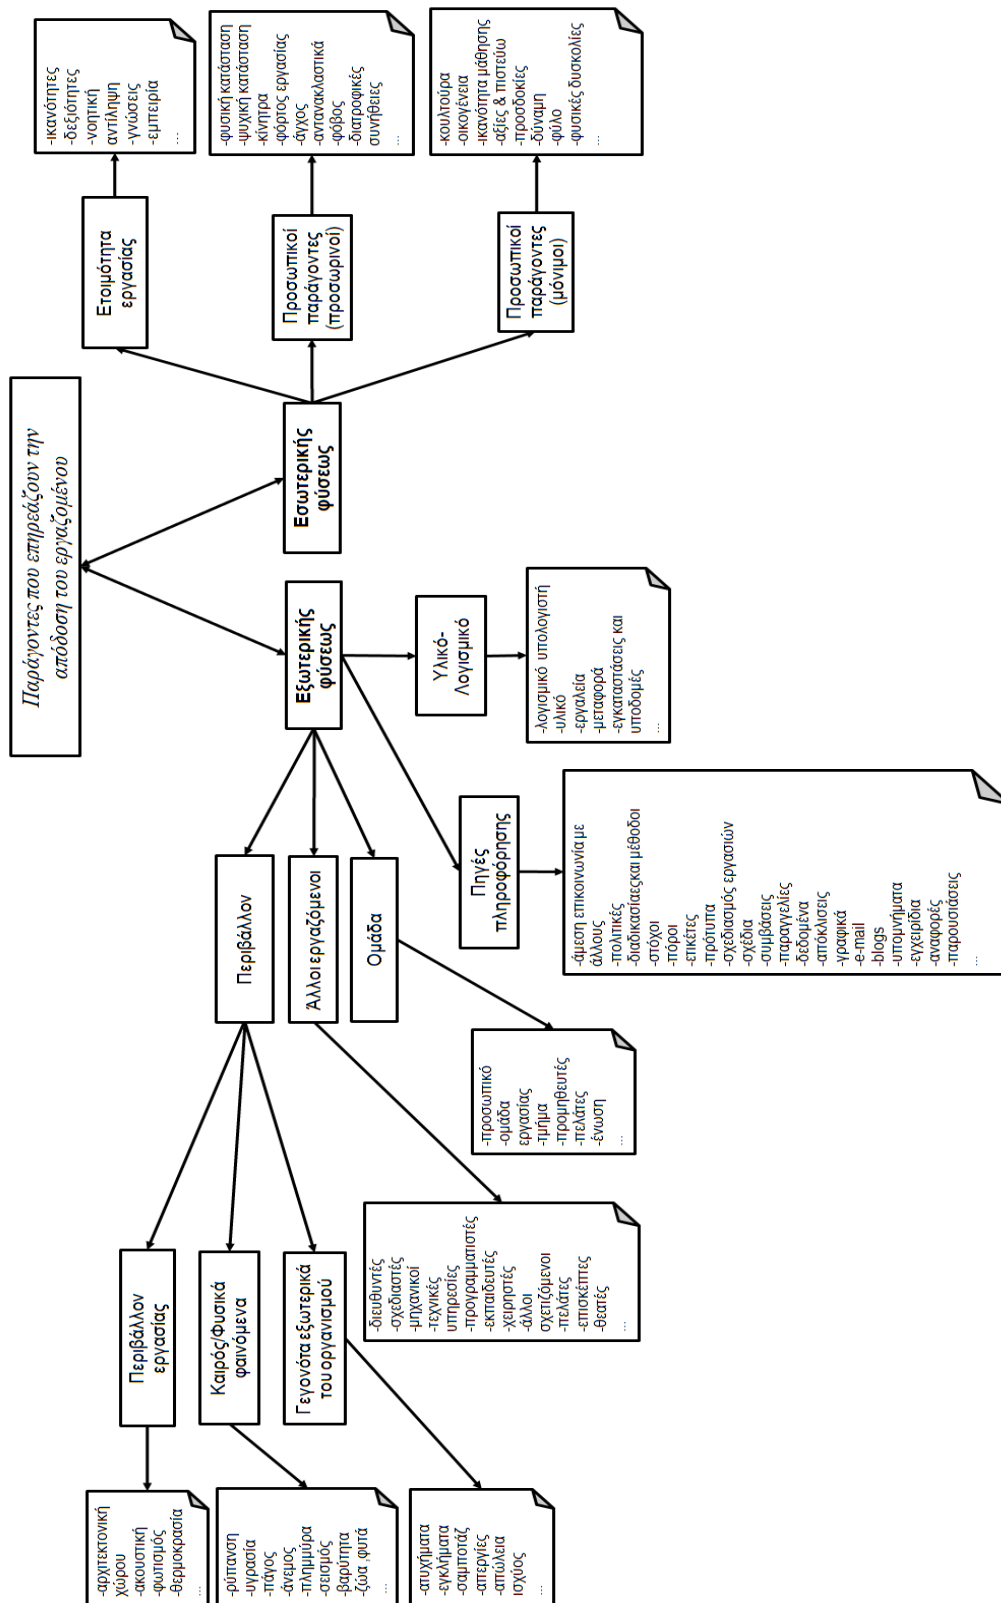 Παράγοντες που επηρεάζουν την
απόδοση του εργαζομένου
Εξωτερικής
φύσεως
Εσωτερικής
φύσεως
Περιβάλλον
Άλλοι εργαζόμενοι
Ομάδα
Πηγές
πληροφόρησης
Υλικό-
Λογισμικό
Ετοιμότητα
εργασίας
Προσωπικοί
παράγοντες
(προσωρινοί)
Προσωπικοί
παράγοντες
(μόνιμοι)
Περιβάλλον
εργασίας
Καιρός/Φυσικά
φαινόμενα
Γεγονότα εξωτερικά
του οργανισμού
-αρχιτεκτονική
χώρου
-ακουστική
-φωτισμός
-θερμοκρασία
...
-ρύπανση
-υγρασία
-πάγος
-άνεμος
-πλημμύρα
-σεισμός
-βαρύτητα
-ζώα ,φυτά
...
-ατυχήματα
-εγκλήματα
-σαμποτάζ
-απεργίες
-απώλεια
ισχύος
...
-διευθυντές
-σχεδιαστές
-μηχανικοί
-τεχνικές
υπηρεσίες
-προγραμματιστές
-εκπαιδευτές
-χειρηστές
-άλλοι
σχετιζόμενοι
-πελάτες
-επισκέπτες
-θεατές
...
-προσωπικό
-ομάδα
εργασίας
-τμήμα
-προμηθευτές
-πελάτες
-ένωση
...
-άμεση επικοινωνία με
άλλους
-πολιτικές
-διαδικασίες και μέθοδοι
-στόχοι
-πόροι
-επικέτες
-πρότυπα
-σχεδιασμός εργασιών
-σχέδια
-συμβάσεις
-παραγγελίες
-δεδομένα
-αποκλίσεις
-γραφικά
-e-mail
-blogs
-υπομνήματα
-εγχειρίδια
-αναφορές
-παρουσιάσεις
...
-λογισμικό υπολογιστή
-υλικό
-εργαλεία
-μεταφορά
-εγκαταστάσεις και
υποδομές
...
-ικανότητες
-δεξιότητες
-νοητική
αντίληψη
-γνώσεις
-εμπειρία
...
-φυσική κατάσταση
-ψυχική κατάσταση
-κίνητρα
-φόρτος εργασίας
-άγχος
-αντανακλαστικά
-φόβος
-διατροφικές
συνήθειες
...
-κουλτούρα
-οικογένεια
-ικανότητα μάθησης
-αξίες & πιστεύω
-προσδοκίες
-δύναμη
-φύλο
-φυσικές δυσκολίες
...